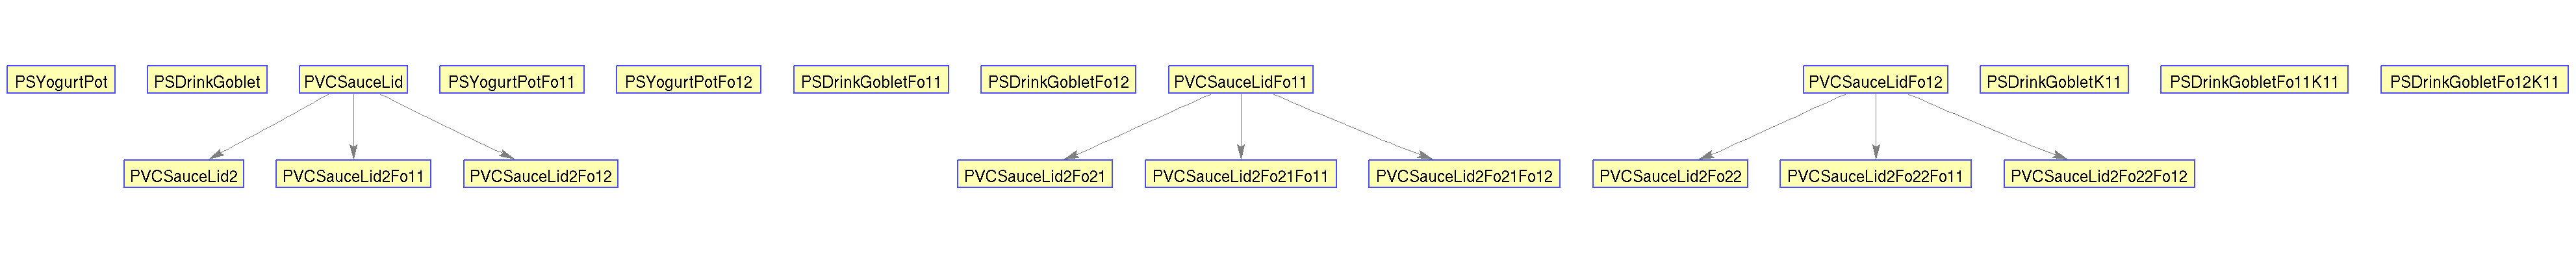 PSYogurtPot PSDrinkGoblet PVCSauceLid PSYogurtPotFo11 PSYogurtPotFo12 PSDrinkGobletFo11 PSDrinkGobletFo12 PVCSauceLidFo11 PVCSauceLidFo12 PSDrinkGobletK11 PSDrinkGobletFo11K11 PSDrinkGobletFo12K11
PVCSauceLid2 PVCSauceLid2Fo11 PVCSauceLid2Fo12 PVCSauceLid2Fo21 PVCSauceLid2Fo21Fo11 PVCSauceLid2Fo21Fo12 PVCSauceLid2Fo22 PVCSauceLid2Fo22Fo11 PVCSauceLid2Fo22Fo12